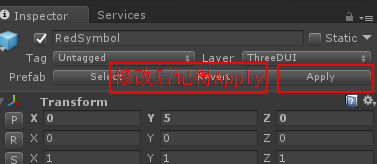 Inspector Services
RedSymbol Static
Tag Untagged Layer ThreeDUI
Prefab Select Revert Apply
修改后记得Apply
Transform
P X 0 Y 5 Z 0
R X 0 Y 0 Z 0
S X 1 Y 1 Z 1